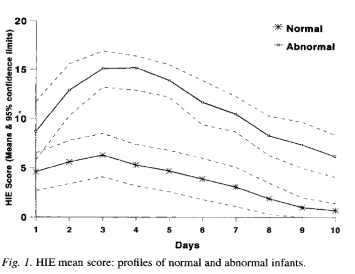 20
Normal
Abnormal
15
10
5
0
HIE Score (Means & 95% confidence limits)
1 2 3 4 5 6 7 8 9 10
Days
Fig. 1. HIE mean score: profiles of normal and abnormal infants.